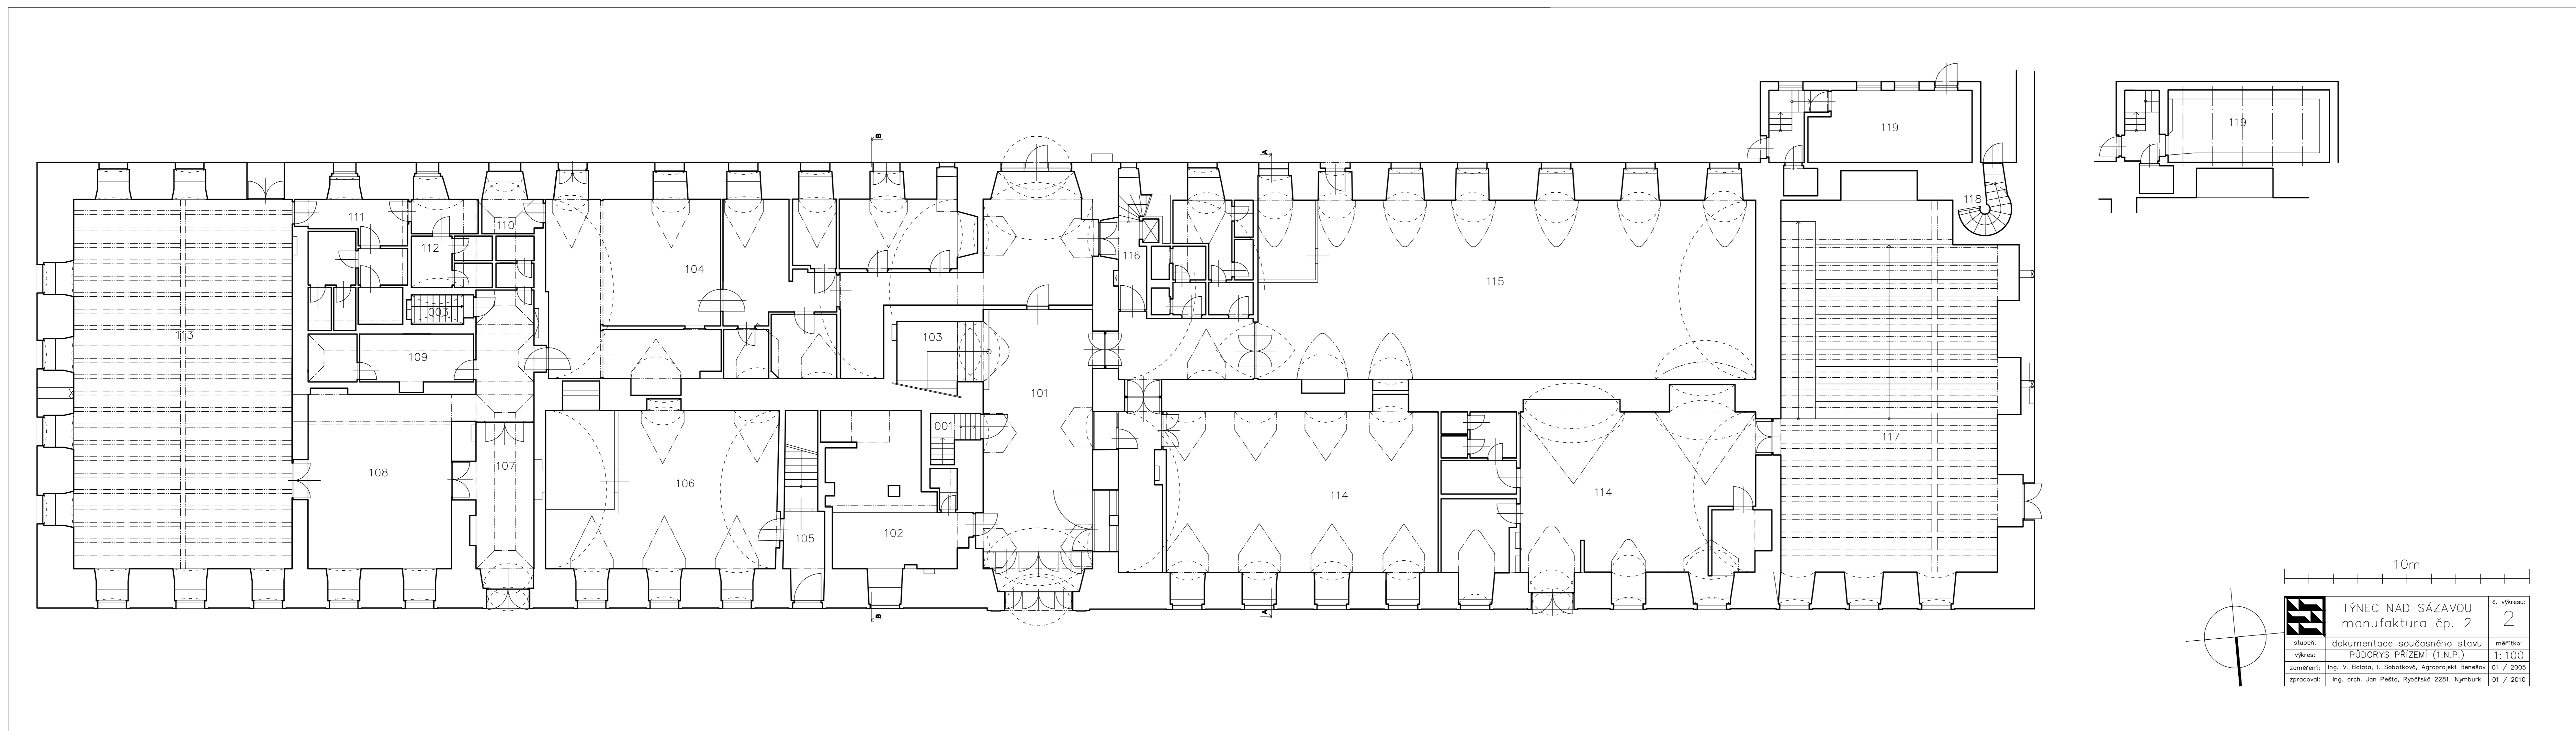 B
A
119
119
118
111
110
112
116
104
115
003
113
103
109
101
001
117
108
107
106
114
114
105
102
10m
B
A
TÝNEC NAD SÁZAVOU
manufaktura čp. 2
č. výkresu:
2
stupeň: dokumentace současného stavu měřítko:
výkres: PŮDORYS PŘÍZEMÍ (1.N.P.) 1:100
zaměření: Ing. V. Balata, I. Sobotková, Agroprojekt Benešov 01 / 2005
zpracoval: ing. arch. Jan Pešta, Rybářská 2281, Nymburk 01 / 2010